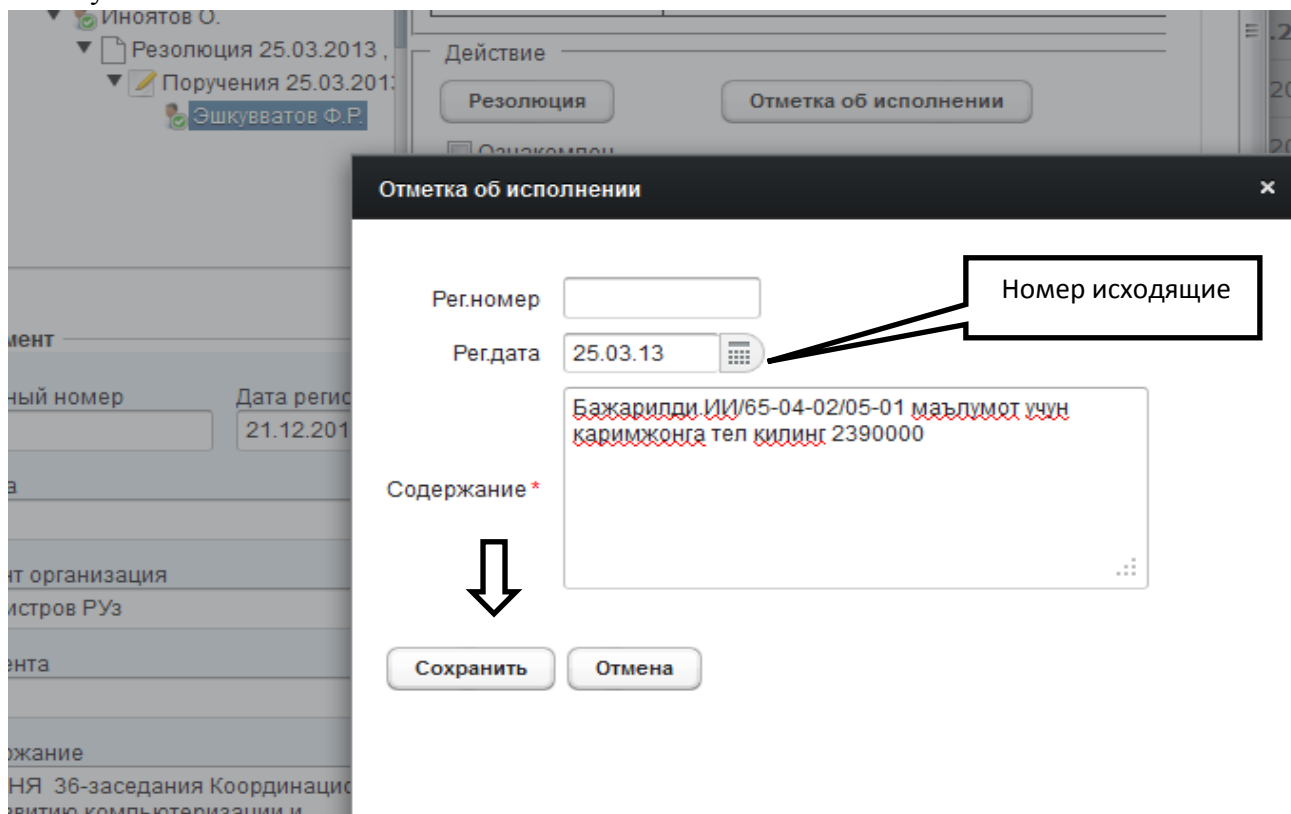 Иноятов О.
Резолюция 25.03.2013 ,
Поручения 25.03.201
Эшкувватов Ф.Р.
Действие
Резолюция
Отметка об исполнении
Отметка об исполнении
×
Рег.номер
Номер исходящие
Рег.дата
25.03.13
Содержание *
Бажарилди.ИИ/65-04-02/05-01 маълумот учун
каримжонга тел қилинг 2390000
Сохранить
Отмена
мент
ный номер
Дата регис
21.12.201
нт организация
истров РУз
ента
ржание
НЯ 36-заседания Координацио